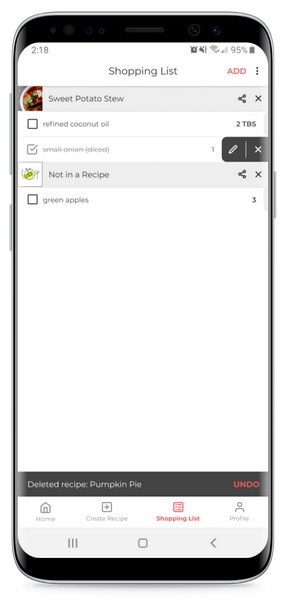 2:18
95%
Shopping List
ADD
Sweet Potato Stew
refined coconut oil
2 TBS
small onion (diced)
1
Not in a Recipe
green apples
3
Deleted recipe: Pumpkin Pie
UNDO
Home
Create Recipe
Shopping List
Profile